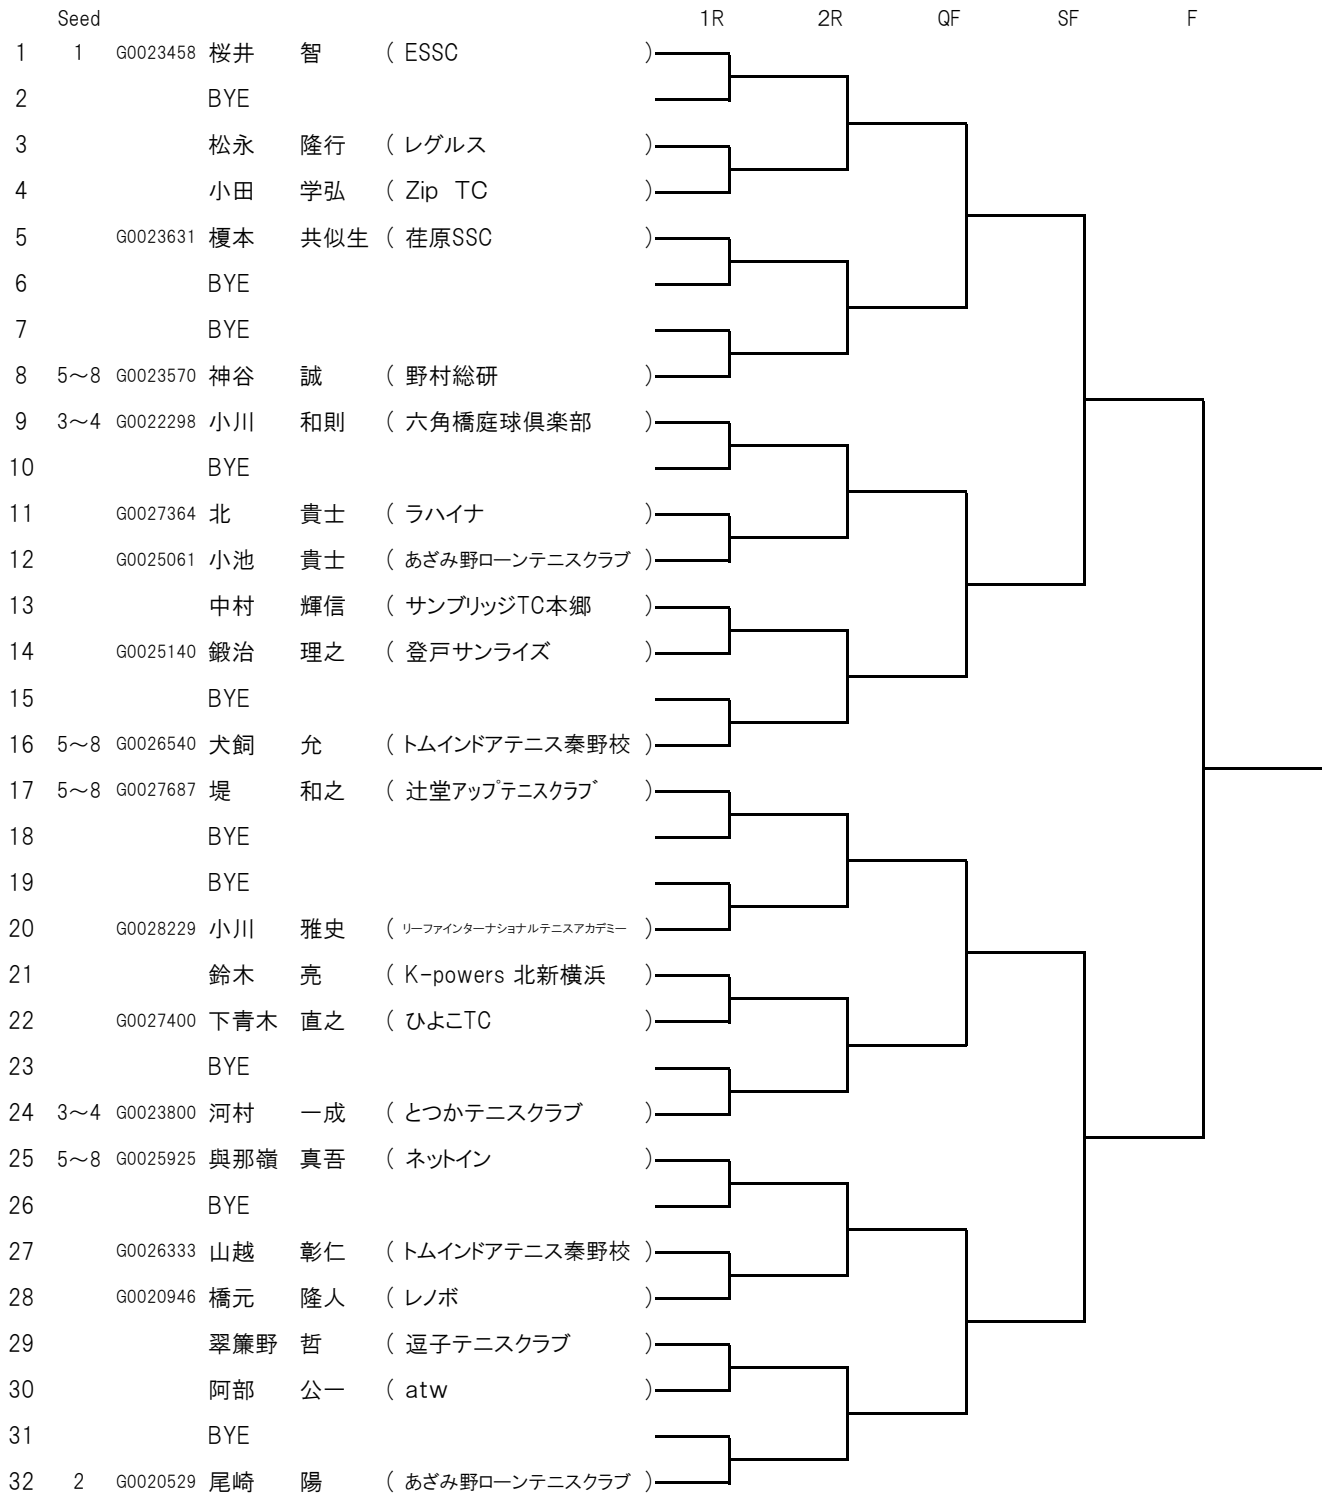 Seed 1R 2R QF SF F
1 1 G0023458 桜井 智 ( ESSC )
2 BYE
3 松永 隆行 ( レグルス )
4 小田 学弘 ( Zip TC )
5 G0023631 榎本 共似生 ( 荏原SSC )
6 BYE
7 BYE
8 5～8 G0023570 神谷 誠 ( 野村総研 )
9 3～4 G0022298 小川 和則 ( 六角橋庭球倶楽部 )
10 BYE
11 G0027364 北 貴士 ( ラハイナ )
12 G0025061 小池 貴士 ( あざみ野ローンテニスクラブ )
13 中村 輝信 ( サンブリッジTC本郷 )
14 G0025140 鍛治 理之 ( 登戸サンライズ )
15 BYE
16 5～8 G0026540 犬飼 允 ( トムインドアテニス秦野校 )
17 5～8 G0027687 堤 和之 ( 辻堂アップテニスクラブ )
18 BYE
19 BYE
20 G0028229 小川 雅史 ( リーファインターナショナルテニスアカデミー )
21 鈴木 亮 ( K-powers 北新横浜 )
22 G0027400 下青木 直之 ( ひよこTC )
23 BYE
24 3～4 G0023800 河村 一成 ( とつかテニスクラブ )
25 5～8 G0025925 與那嶺 真吾 ( ネットイン )
26 BYE
27 G0026333 山越 彰仁 ( トムインドアテニス秦野校 )
28 G0020946 橋元 隆人 ( レノボ )
29 翠簾野 哲 ( 逗子テニスクラブ )
30 阿部 公一 ( atw )
31 BYE
32 2 G0020529 尾崎 陽 ( あざみ野ローンテニスクラブ )